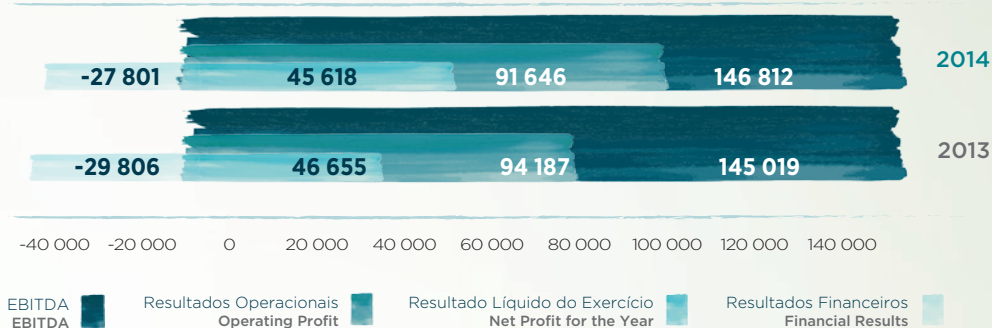 -27 801 45 618 91 646 146 812 2014
-29 806 46 655 94 187 145 019 2013
-40 000 -20 000 0 20 000 40 000 60 000 80 000 100 000 120 000 140 000
EBITDA Resultados Operacionais Resultado Líquido do Exercício Resultados Financeiros
EBITDA Operating Profit Net Profit for the Year Financial Results